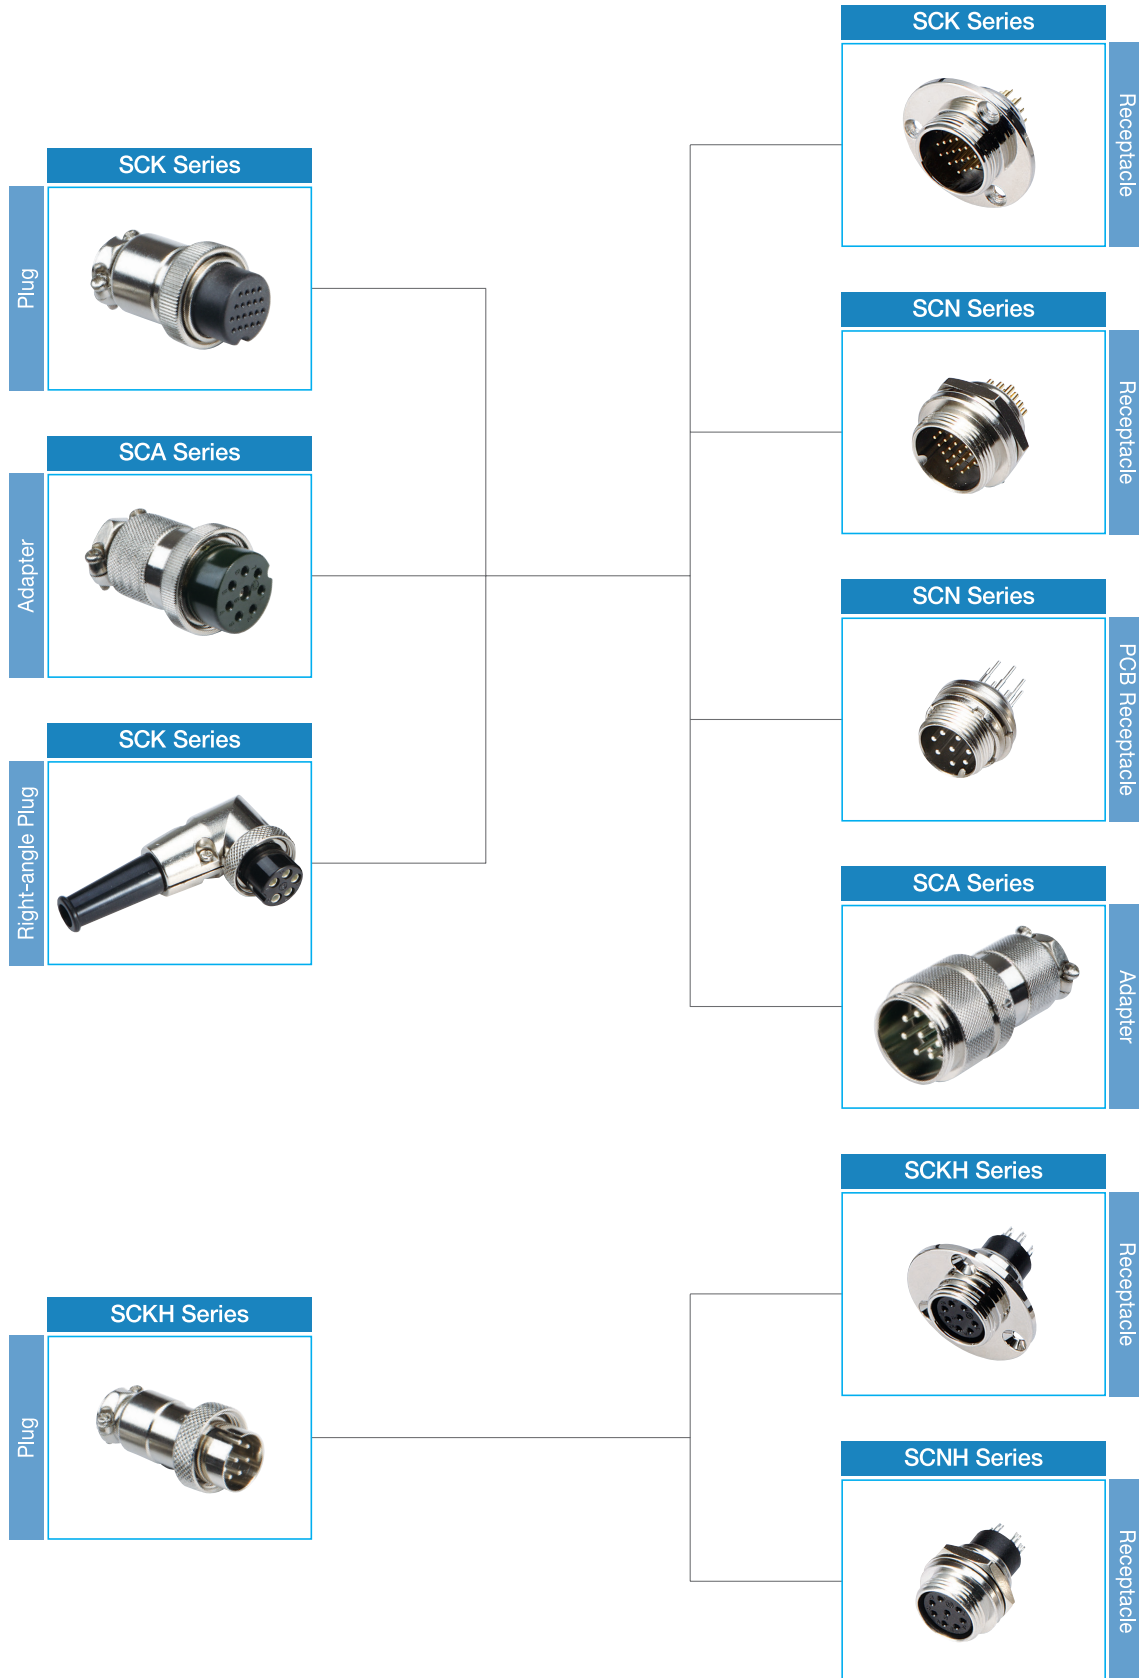 SCK Series
Receptacle
SCK Series
Plug
SCN Series
Receptacle
SCA Series
Adapter
SCN Series
PCB Receptacle
SCK Series
Right-angle Plug
SCA Series
Adapter
SCKH Series
Receptacle
SCKH Series
Plug
SCNH Series
Receptacle